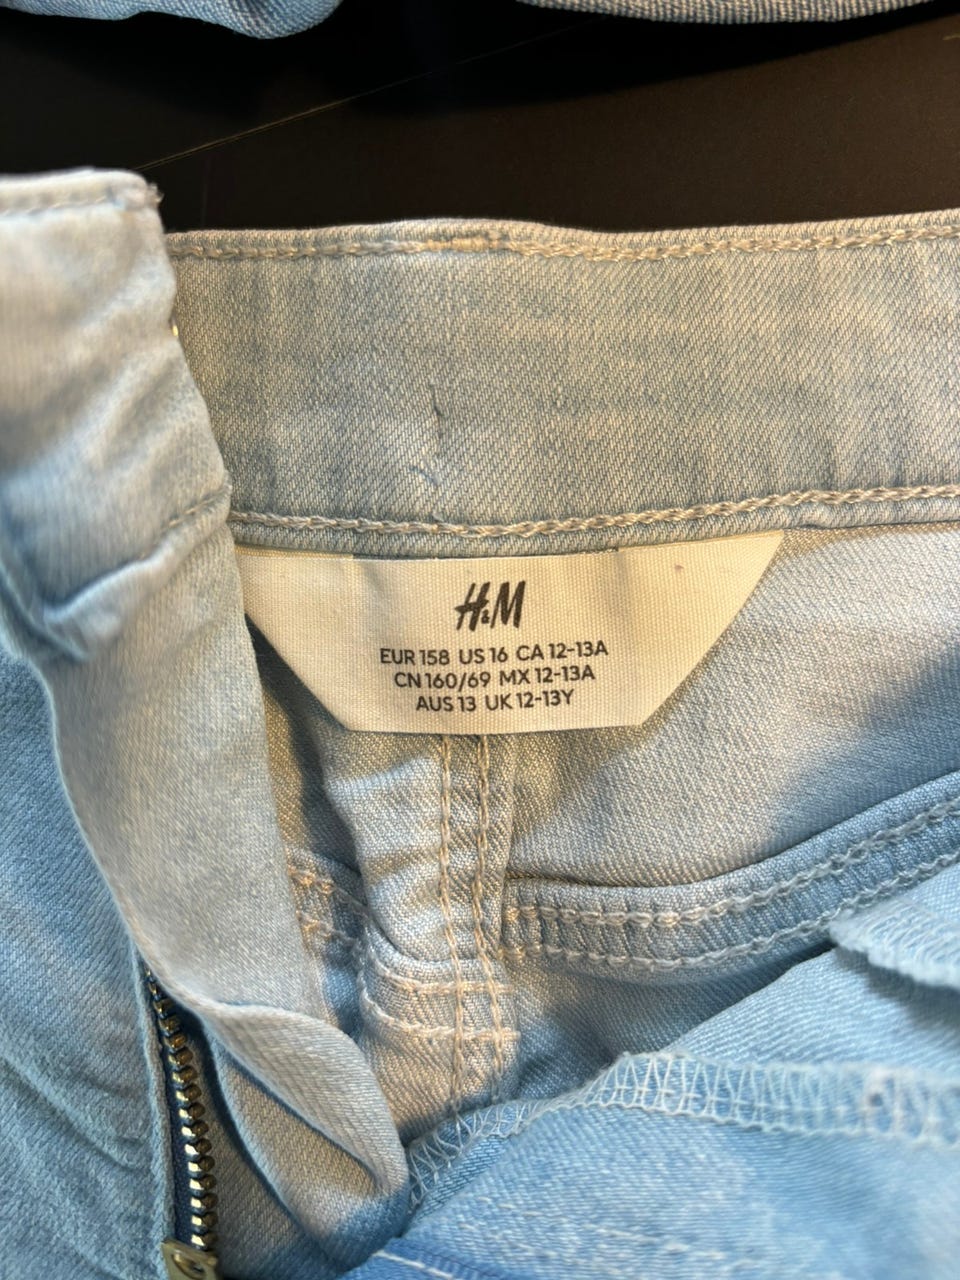 H&M
EUR 158 US 16 CA 12-13A
CN 160/69 MX 12-13A
AUS 13 UK 12-13Y